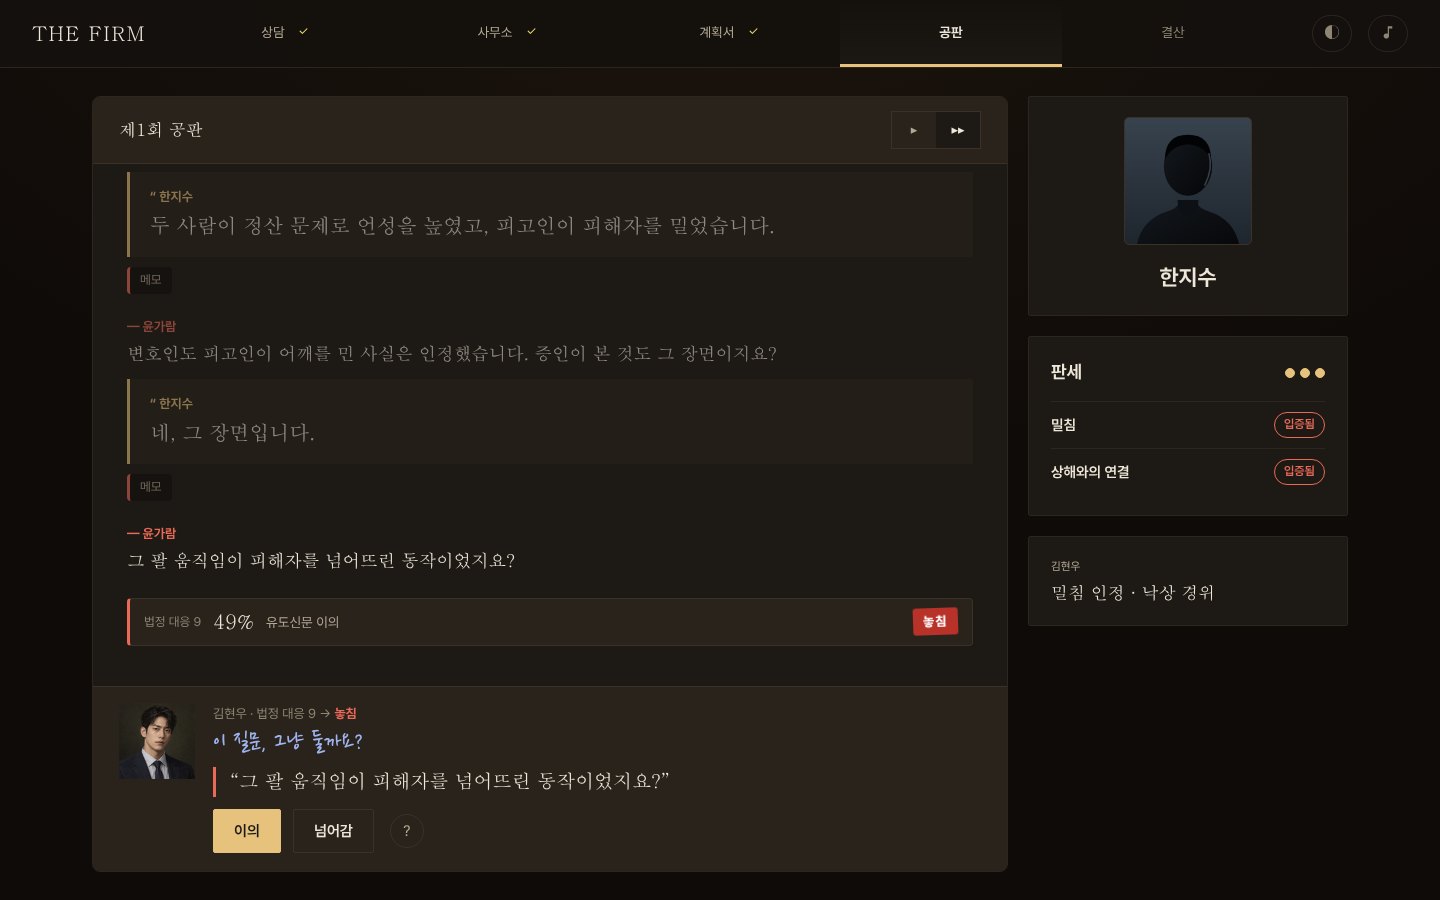 THE FIRM
상담 ✓
사무소 ✓
계획서 ✓
공판
결산
제1회 공판
“ 한지수
두 사람이 정산 문제로 언성을 높였고, 피고인이 피해자를 밀었습니다.
메모
— 윤가람
변호인도 피고인이 어깨를 민 사실은 인정했습니다. 증인이 본 것도 그 장면이지요?
“ 한지수
네, 그 장면입니다.
메모
— 윤가람
그 팔 움직임이 피해자를 넘어뜨린 동작이었지요?
법정 대응 9 49% 유도신문 이의 놓침
김현우 · 법정 대응 9 → 놓침
이 질문, 그냥 둘까요?
“그 팔 움직임이 피해자를 넘어뜨린 동작이었지요?”
이의 넘어감 ?
한지수
판세
밀침 입증됨
상해와의 연결 입증됨
김현우
밀침 인정 · 낙상 경위